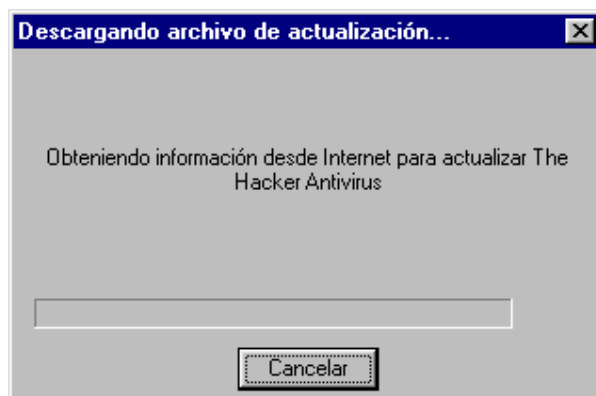 Descargando archivo de actualización...
Obteniendo información desde Internet para actualizar The
Hacker Antivirus
Cancelar